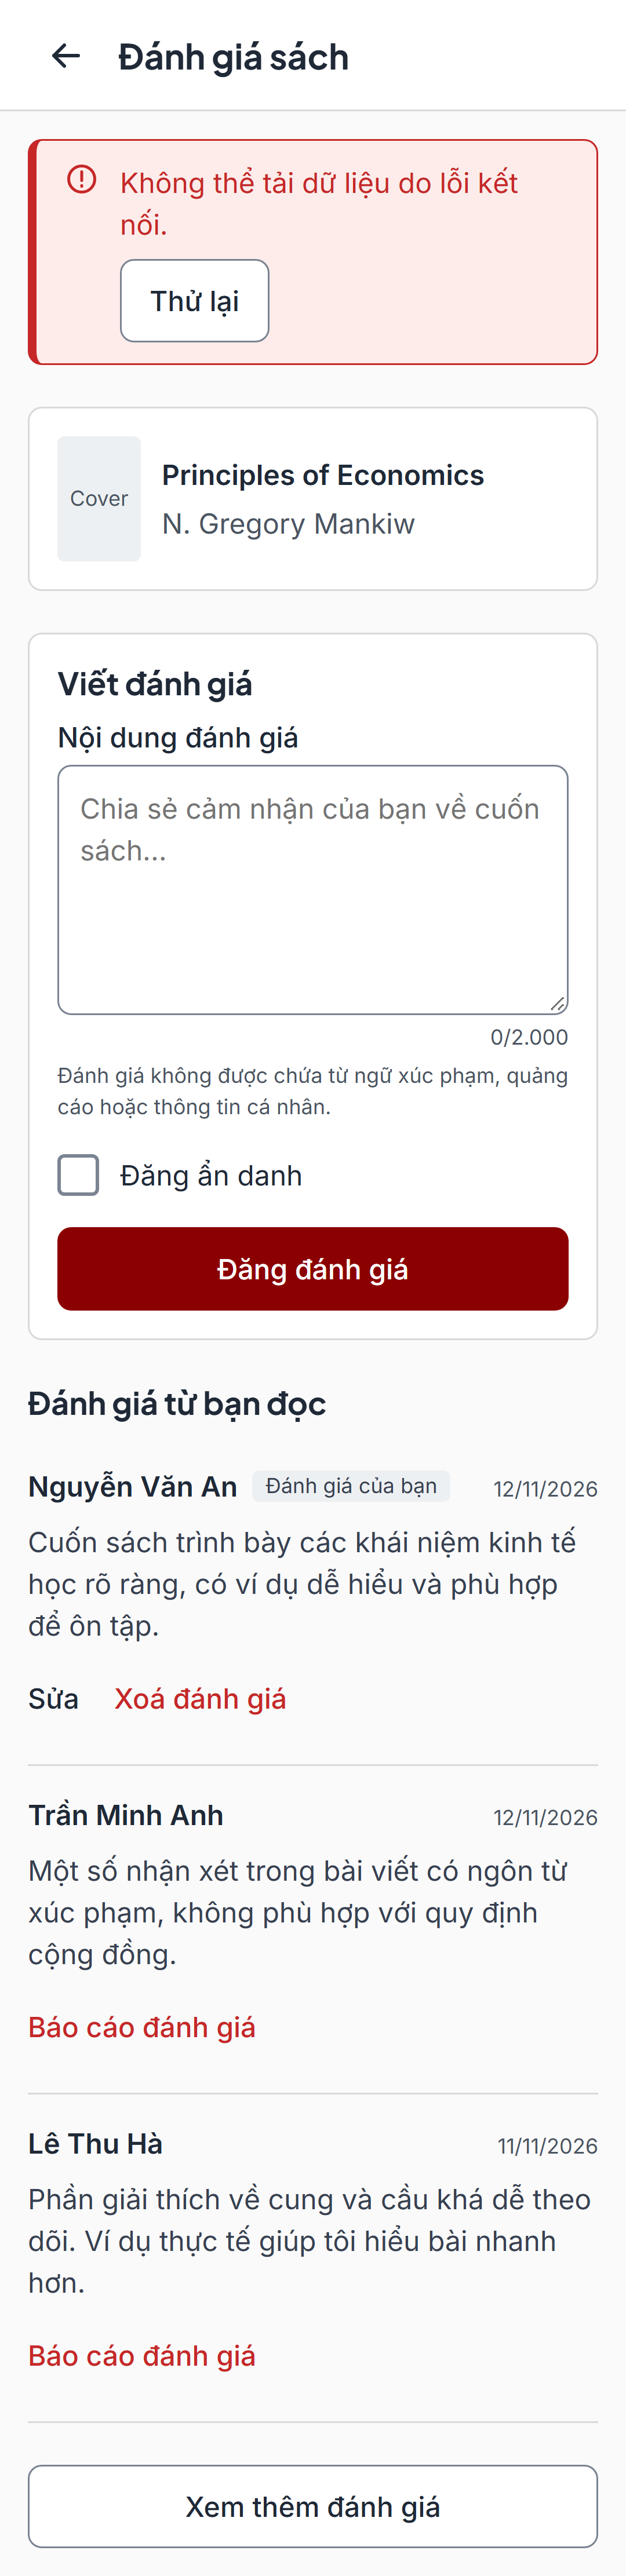 Đánh giá sách
Không thể tải dữ liệu do lỗi kết
nối.
Thử lại
Cover
Principles of Economics
N. Gregory Mankiw
Viết đánh giá
Nội dung đánh giá
Chia sẻ cảm nhận của bạn về cuốn
sách...
0/2.000
Đánh giá không được chứa từ ngữ xúc phạm, quảng
cáo hoặc thông tin cá nhân.
Đăng ẩn danh
Đăng đánh giá
Đánh giá từ bạn đọc
Nguyễn Văn An Đánh giá của bạn 12/11/2026
Cuốn sách trình bày các khái niệm kinh tế
học rõ ràng, có ví dụ dễ hiểu và phù hợp
để ôn tập.
Sửa Xoá đánh giá
Trần Minh Anh 12/11/2026
Một số nhận xét trong bài viết có ngôn từ
xúc phạm, không phù hợp với quy định
cộng đồng.
Báo cáo đánh giá
Lê Thu Hà 11/11/2026
Phần giải thích về cung và cầu khá dễ theo
dõi. Ví dụ thực tế giúp tôi hiểu bài nhanh
hơn.
Báo cáo đánh giá
Xem thêm đánh giá